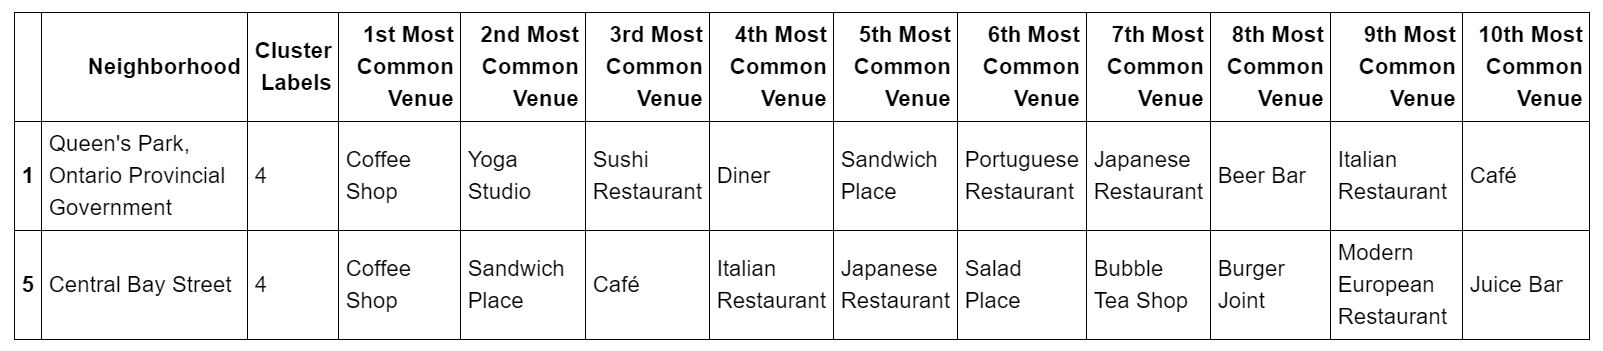 Neighborhood
Cluster
Labels
1st Most
Common
Venue
2nd Most
Common
Venue
3rd Most
Common
Venue
4th Most
Common
Venue
5th Most
Common
Venue
6th Most
Common
Venue
7th Most
Common
Venue
8th Most
Common
Venue
9th Most
Common
Venue
10th Most
Common
Venue
1
Queen's Park,
Ontario Provincial
Government
4
Coffee
Shop
Yoga
Studio
Sushi
Restaurant
Diner
Sandwich
Place
Portuguese
Restaurant
Japanese
Restaurant
Beer Bar
Italian
Restaurant
Café
5
Central Bay Street
4
Coffee
Shop
Sandwich
Place
Café
Italian
Restaurant
Japanese
Restaurant
Salad
Place
Bubble
Tea Shop
Burger
Joint
Modern
European
Restaurant
Juice Bar